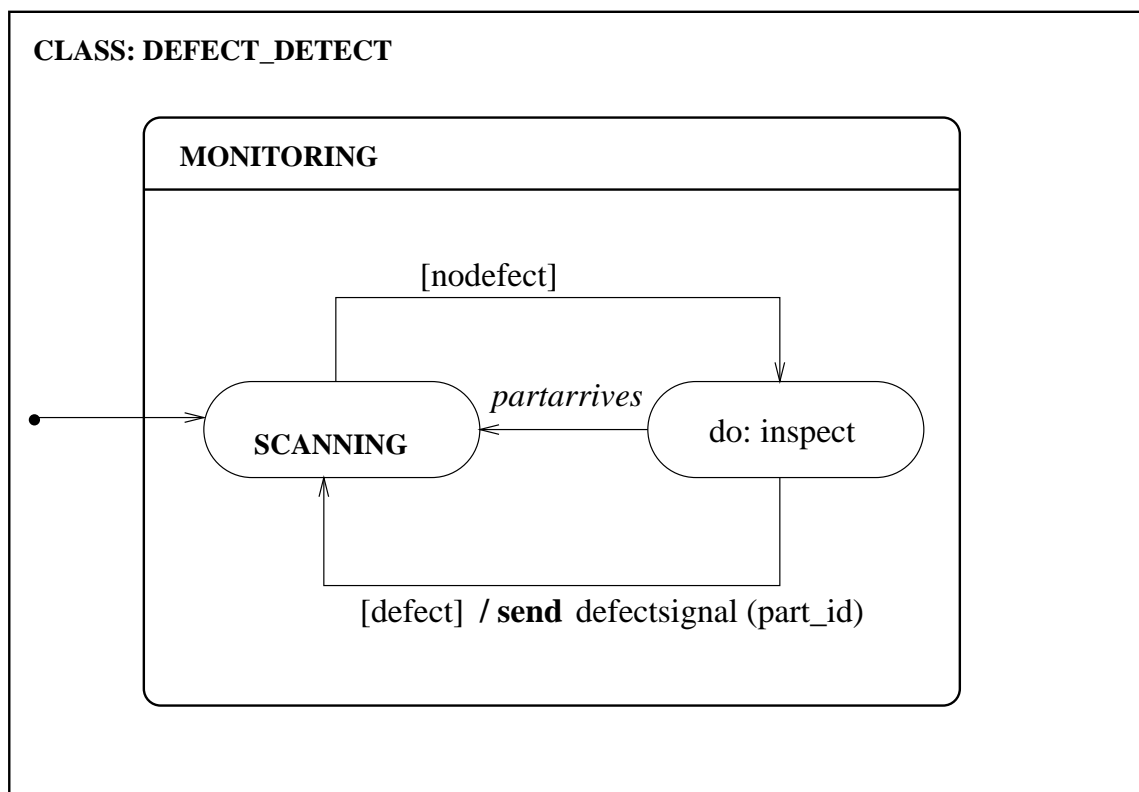 CLASS: DEFECT_DETECT
MONITORING
[nodefect]
partarrives
SCANNING
do: inspect
[defect] / send defectsignal (part_id)